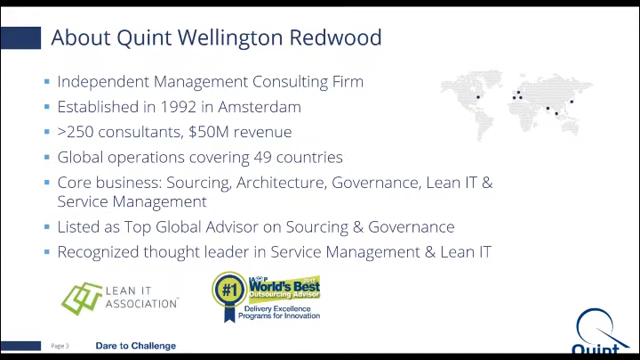 About Quint Wellington Redwood
Independent Management Consulting Firm
Established in 1992 in Amsterdam
>250 consultants, $50M revenue
Global operations covering 49 countries
Core business: Sourcing, Architecture, Governance, Lean IT &
Service Management
Listed as Top Global Advisor on Sourcing & Governance
Recognized thought leader in Service Management & Lean IT
LEAN IT
ASSOCIATION
#1
World's Best
Outsourcing Advisor
Delivery Excellence
Programs for Innovation
Page 3
Dare to Challenge
Quint